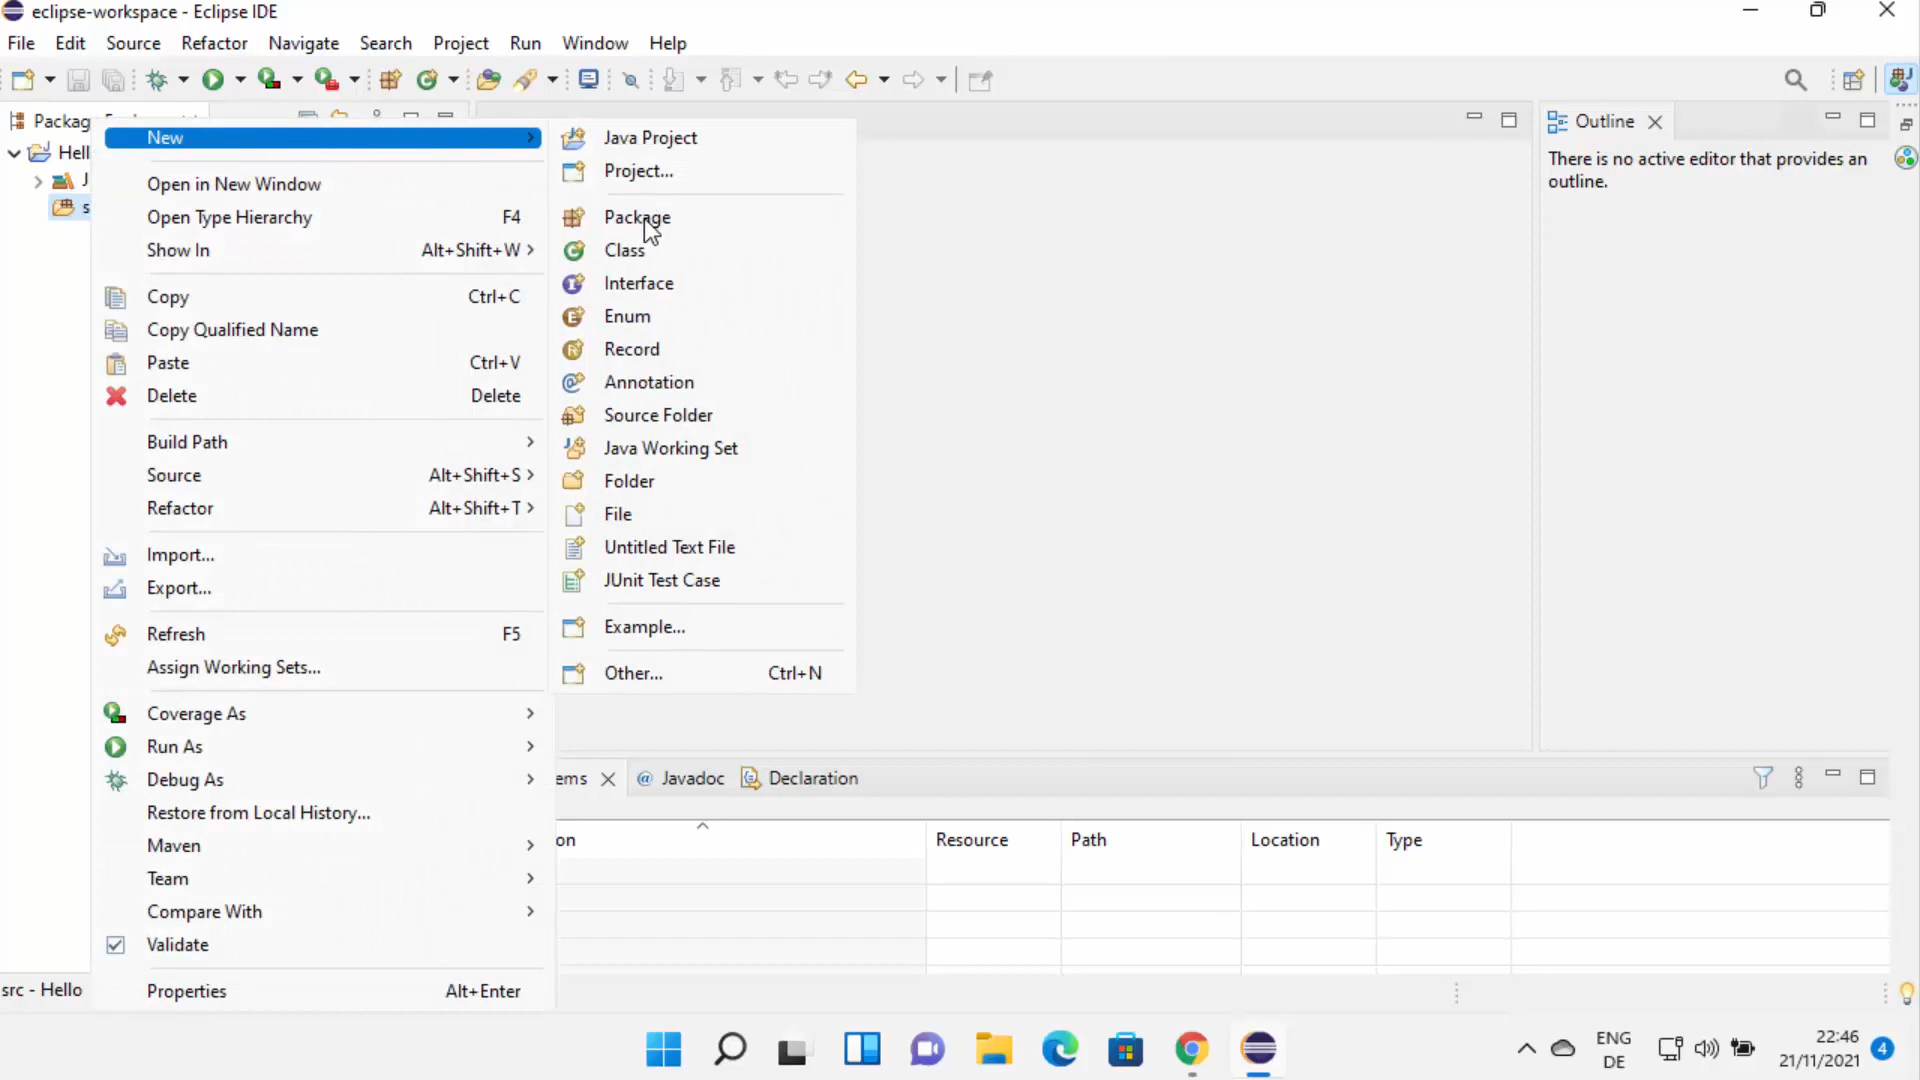 eclipse-workspace - Eclipse IDE
File Edit Source Refactor Navigate Search Project Run Window Help
Packag
Hell
J
s
New
Open in New Window
Open Type Hierarchy F4
Show In Alt+Shift+W
Copy Ctrl+C
Copy Qualified Name
Paste Ctrl+V
Delete Delete
Build Path
Source Alt+Shift+S
Refactor Alt+Shift+T
Import...
Export...
Refresh F5
Assign Working Sets...
Coverage As
Run As
Debug As
Restore from Local History...
Maven
Team
Compare With
Validate
Properties Alt+Enter
Java Project
Project...
Package
Class
Interface
Enum
Record
Annotation
Source Folder
Java Working Set
Folder
File
Untitled Text File
JUnit Test Case
Example...
Other... Ctrl+N
Outline
There is no active editor that provides an
outline.
ems Javadoc Declaration
on Resource Path Location Type
src - Hello
ENG
DE
22:46
21/11/2021
4